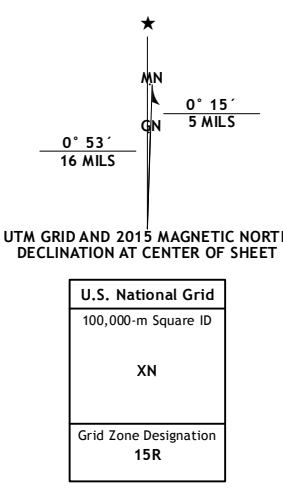 ★
MN
0° 15´
5 MILS
GN
0° 53´
16 MILS
UTM GRID AND 2015 MAGNETIC NORT
DECLINATION AT CENTER OF SHEET
U.S. National Grid
100,000-m Square ID
XN
Grid Zone Designation
15R